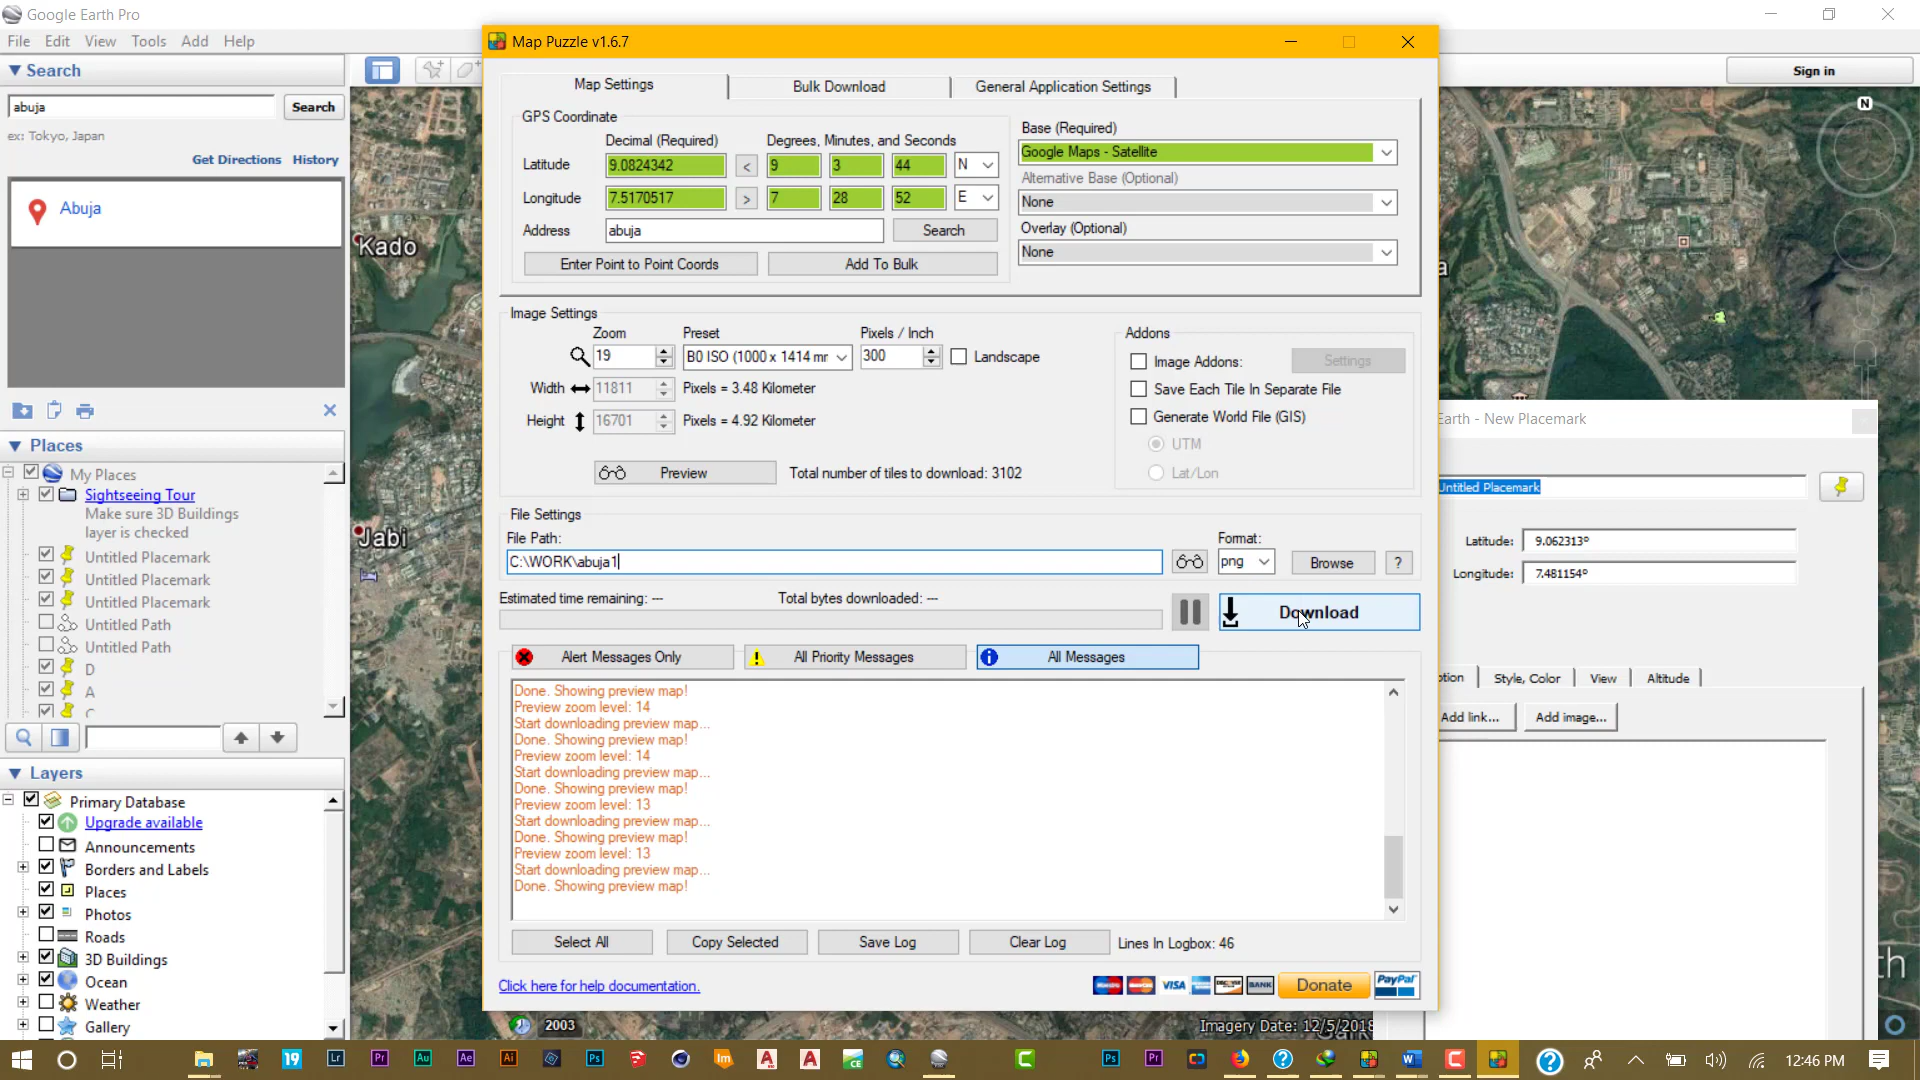 Google Earth Pro
File Edit View Tools Add Help
Search
abuja
Search
ex: Tokyo, Japan
Get Directions History
Abuja
Places
My Places
Sightseeing Tour
Make sure 3D Buildings
layer is checked
Untitled Placemark
Untitled Placemark
Untitled Placemark
Untitled Path
Untitled Path
D
A
C
Layers
Primary Database
Upgrade available
Announcements
Borders and Labels
Places
Photos
Roads
3D Buildings
Ocean
Weather
Gallery
Kado
Jabi
Map Puzzle v1.6.7
Map Settings
Bulk Download
General Application Settings
GPS Coordinate
Decimal (Required)
Degrees, Minutes, and Seconds
Latitude 9.0824342 < 9 3 44 N
Longitude 7.5170517 > 7 28 52 E
Address abuja Search
Enter Point to Point Coords
Add To Bulk
Base (Required)
Google Maps - Satellite
Alternative Base (Optional)
None
Overlay (Optional)
None
Image Settings
Zoom Preset Pixels / Inch
19 B0 ISO (1000 x 1414 mr 300 Landscape
Width 11811 Pixels = 3.48 Kilometer
Height 16701 Pixels = 4.92 Kilometer
Preview
Total number of tiles to download: 3102
Addons
Image Addons: Settings
Save Each Tile In Separate File
Generate World File (GIS)
UTM
Lat/Lon
File Settings
File Path: Format:
C:\WORK\abuja1 png Browse ?
Estimated time remaining: --- Total bytes downloaded: ---
Download
Alert Messages Only
All Priority Messages
All Messages
Done. Showing preview map!
Preview zoom level: 14
Start downloading preview map...
Done. Showing preview map!
Preview zoom level: 14
Start downloading preview map...
Done. Showing preview map!
Preview zoom level: 13
Start downloading preview map...
Done. Showing preview map!
Preview zoom level: 13
Start downloading preview map...
Done. Showing preview map!
Select All Copy Selected Save Log Clear Log Lines In Logbox: 46
Click here for help documentation.
VISA BANK Donate PayPal
2003
Imagery Date: 12/5/2018
Sign in
N
a
Earth - New Placemark
Untitled Placemark
Latitude: 9.062313°
Longitude: 7.481154°
ption Style, Color View Altitude
Add link... Add image...
th
19 Lr Pr Au Ae Ai Ps Im A A CE C Ps Pr W C
12:46 PM